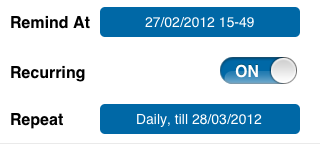 Remind At 27/02/2012 15-49
Recurring ON
Repeat Daily, till 28/03/2012